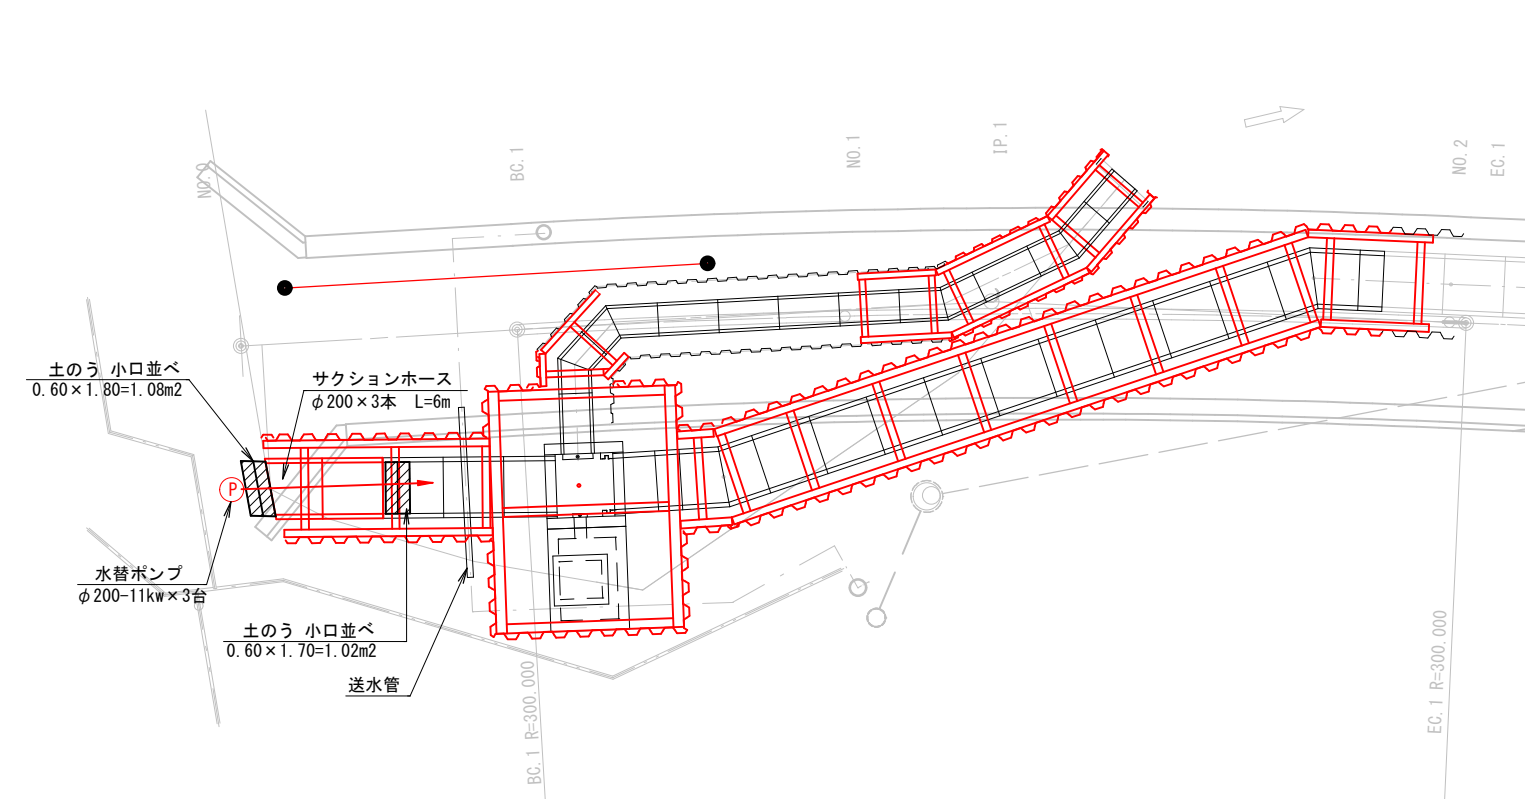 NO.0
BC.1
NO.1
IP.1
NO.2
EC.1
土のう 小口並べ
0.60×1.80=1.08m2
サクションホース
φ200×3本 L=6m
P
水替ポンプ
φ200-11kw×3台
土のう 小口並べ
0.60×1.70=1.02m2
送水管
BC.1 R=300.000
EC.1 R=300.000